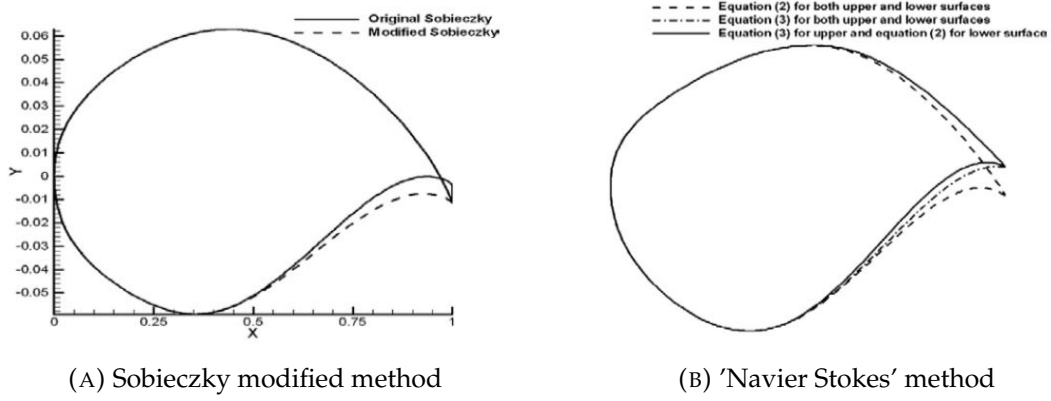 Original Sobieczky
Modified Sobieczky
0.06
0.05
0.04
0.03
0.02
0.01
0
-0.01
-0.02
-0.03
-0.04
-0.05
Y
0
0.25
0.5
0.75
1
X
(A) Sobieczky modified method
Equation (2) for both upper and lower surfaces
Equation (3) for both upper and lower surfaces
Equation (3) for upper and equation (2) for lower surface
(B) 'Navier Stokes' method